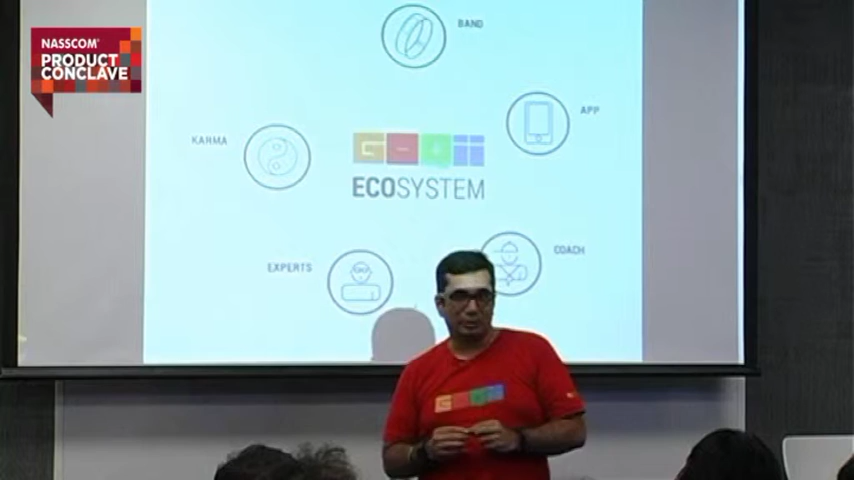 NASSCOM®
PRODUCT
CONCLAVE
BAND
APP
KARMA
ECOSYSTEM
COACH
EXPERTS